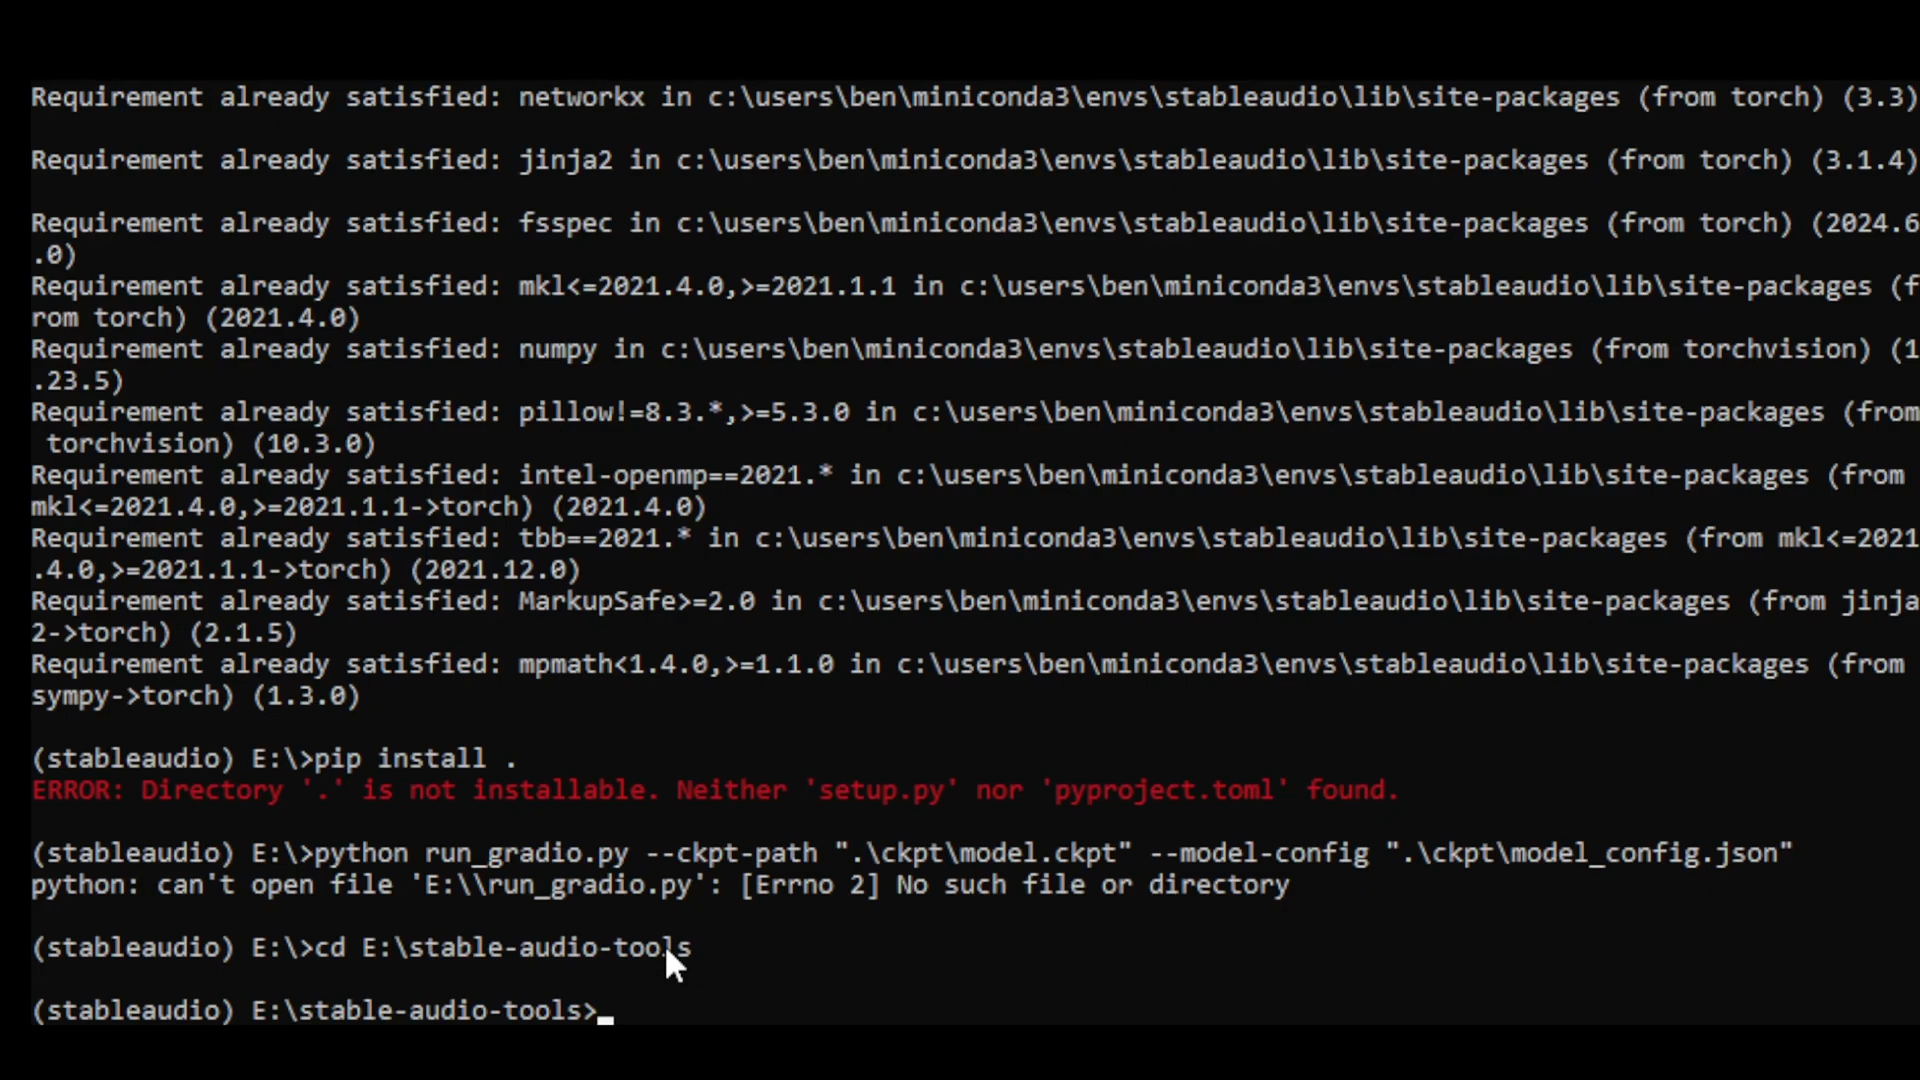 Requirement already satisfied: networkx in c:\users\ben\miniconda3\envs\stableaudio\lib\site-packages (from torch) (3.3)
Requirement already satisfied: jinja2 in c:\users\ben\miniconda3\envs\stableaudio\lib\site-packages (from torch) (3.1.4)
Requirement already satisfied: fsspec in c:\users\ben\miniconda3\envs\stableaudio\lib\site-packages (from torch) (2024.6
.0)
Requirement already satisfied: mkl<=2021.4.0,>=2021.1.1 in c:\users\ben\miniconda3\envs\stableaudio\lib\site-packages (f
rom torch) (2021.4.0)
Requirement already satisfied: numpy in c:\users\ben\miniconda3\envs\stableaudio\lib\site-packages (from torchvision) (1
.23.5)
Requirement already satisfied: pillow!=8.3.*,>=5.3.0 in c:\users\ben\miniconda3\envs\stableaudio\lib\site-packages (from
 torchvision) (10.3.0)
Requirement already satisfied: intel-openmp==2021.* in c:\users\ben\miniconda3\envs\stableaudio\lib\site-packages (from
mkl<=2021.4.0,>=2021.1.1->torch) (2021.4.0)
Requirement already satisfied: tbb==2021.* in c:\users\ben\miniconda3\envs\stableaudio\lib\site-packages (from mkl<=2021
.4.0,>=2021.1.1->torch) (2021.12.0)
Requirement already satisfied: MarkupSafe>=2.0 in c:\users\ben\miniconda3\envs\stableaudio\lib\site-packages (from jinja
2->torch) (2.1.5)
Requirement already satisfied: mpmath<1.4.0,>=1.1.0 in c:\users\ben\miniconda3\envs\stableaudio\lib\site-packages (from
sympy->torch) (1.3.0)
(stableaudio) E:\>pip install .
ERROR: Directory '.' is not installable. Neither 'setup.py' nor 'pyproject.toml' found.
(stableaudio) E:\>python run_gradio.py --ckpt-path ".\ckpt\model.ckpt" --model-config ".\ckpt\model_config.json"
python: can't open file 'E:\\run_gradio.py': [Errno 2] No such file or directory
(stableaudio) E:\>cd E:\stable-audio-tools
(stableaudio) E:\stable-audio-tools>